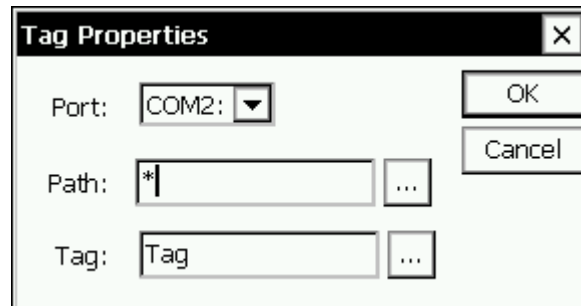 Tag Properties
Port: COM2: OK
Cancel
Path: * ...
Tag: Tag ...